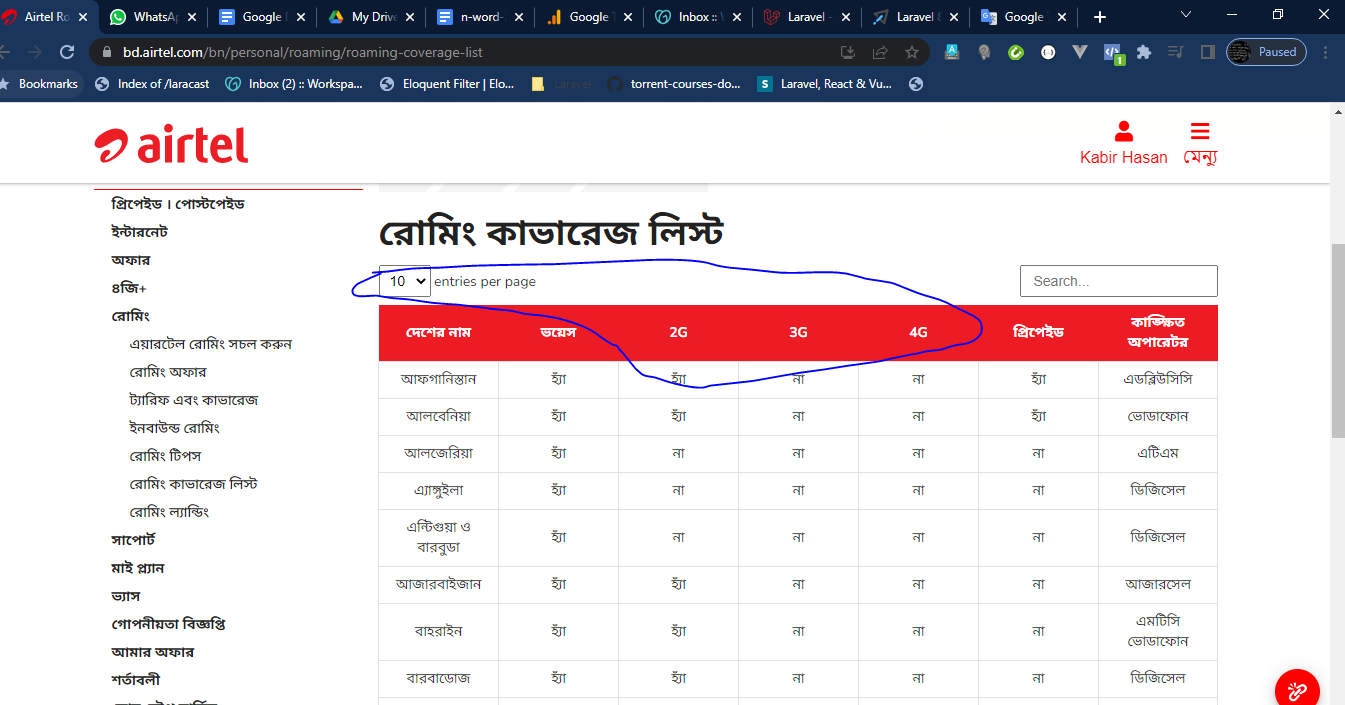 Airtel Ro
WhatsAp
Google
My Drive
n-word-
Google
Inbox ::
Laravel -
Laravel
Google
bd.airtel.com/bn/personal/roaming/roaming-coverage-list
1
Paused
Bookmarks
Index of /laracast
Inbox (2) :: Workspa...
Eloquent Filter | Elo...
Laravel
torrent-courses-do...
S
Laravel, React & Vu...
airtel
Kabir Hasan
মেন্যু
প্রিপেইড । পোস্টপেইড
ইন্টারনেট
অফার
৪জি+
রোমিং
এয়ারটেল রোমিং সচল করুন
রোমিং অফার
ট্যারিফ এবং কাভারেজ
ইনবাউন্ড রোমিং
রোমিং টিপস
রোমিং কাভারেজ লিস্ট
রোমিং ল্যান্ডিং
সাপোর্ট
মাই প্ল্যান
ভ্যাস
গোপনীয়তা বিজ্ঞপ্তি
আমার অফার
শর্তাবলী
রোমিং কাভারেজ লিস্ট
10 entries per page
Search...
দেশের নাম ভয়েস 2G 3G 4G প্রিপেইড কাঙ্ক্ষিত অপারেটর
আফগানিস্তান হ্যাঁ হ্যাঁ না না হ্যাঁ এডব্লিউসিসি
আলবেনিয়া হ্যাঁ হ্যাঁ না না হ্যাঁ ভোডাফোন
আলজেরিয়া হ্যাঁ না না না না এটিএম
এ্যাঙ্গুইলা হ্যাঁ না না না না ডিজিসেল
এন্টিগুয়া ও বারবুডা হ্যাঁ না না না না ডিজিসেল
আজারবাইজান হ্যাঁ হ্যাঁ না না না আজারসেল
বাহরাইন হ্যাঁ হ্যাঁ না না না এমটিসি ভোডাফোন
বারবাডোজ হ্যাঁ হ্যাঁ না না না ডিজিসেল